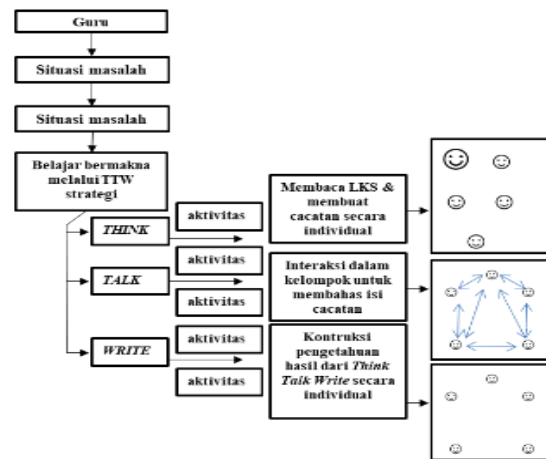 Guru
Situasi masalah
Situasi masalah
Belajar bermakna
melalui TTW
strategi
THINK
aktivitas
Membaca LKS &
membuat
cacatan secara
individual
TALK
aktivitas
aktivitas
Interaksi dalam
kelompok untuk
membahas isi
cacatan
WRITE
aktivitas
aktivitas
Kontruksi
pengetahuan
hasil dari Think
Talk Write secara
individual